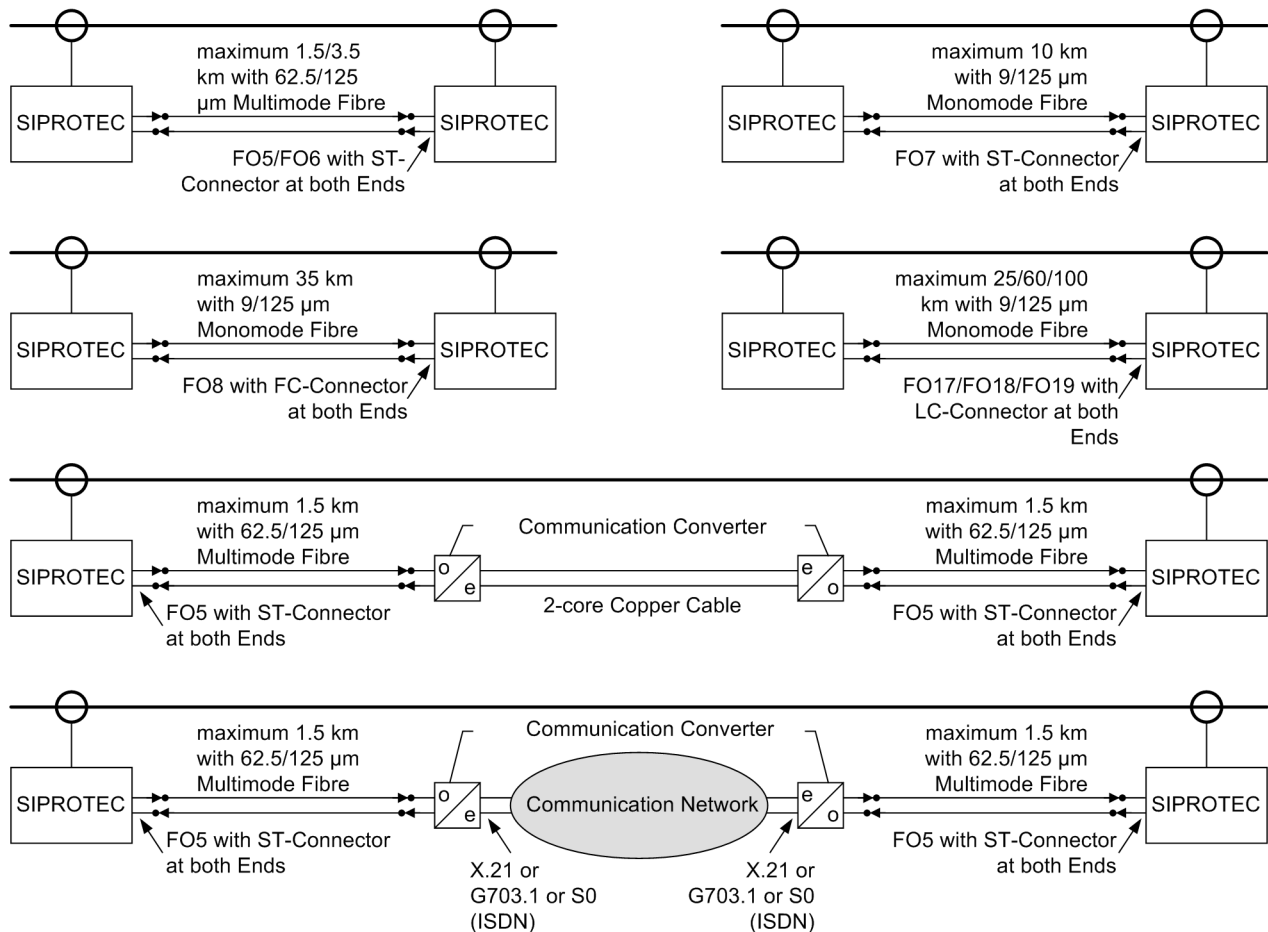 maximum 1.5/3.5
km with 62.5/125
µm Multimode Fibre
SIPROTEC
SIPROTEC
FO5/FO6 with ST-
Connector at both Ends
maximum 10 km
with 9/125 µm
Monomode Fibre
SIPROTEC
SIPROTEC
FO7 with ST-Connector
at both Ends
maximum 35 km
with 9/125 µm
Monomode Fibre
SIPROTEC
SIPROTEC
FO8 with FC-Connector
at both Ends
maximum 25/60/100
km with 9/125 µm
Monomode Fibre
SIPROTEC
SIPROTEC
FO17/FO18/FO19 with
LC-Connector at both
Ends
maximum 1.5 km
with 62.5/125 µm
Multimode Fibre
SIPROTEC
FO5 with ST-Connector
at both Ends
o
e
Communication Converter
2-core Copper Cable
e
o
maximum 1.5 km
with 62.5/125 µm
Multimode Fibre
SIPROTEC
FO5 with ST-Connector
at both Ends
maximum 1.5 km
with 62.5/125 µm
Multimode Fibre
SIPROTEC
FO5 with ST-Connector
at both Ends
o
e
Communication Converter
Communication Network
e
o
X.21 or
G703.1 or S0
(ISDN)
X.21 or
G703.1 or S0
(ISDN)
maximum 1.5 km
with 62.5/125 µm
Multimode Fibre
SIPROTEC
FO5 with ST-Connector
at both Ends